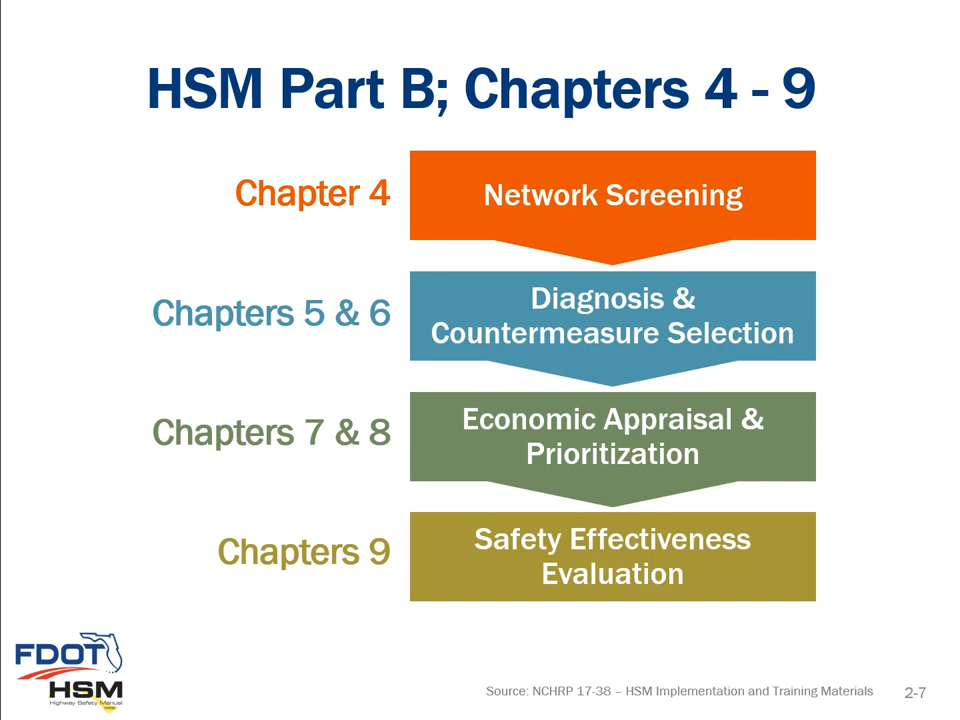 HSM Part B; Chapters 4 - 9
Chapter 4
Network Screening
Chapters 5 & 6
Diagnosis &
Countermeasure Selection
Chapters 7 & 8
Economic Appraisal &
Prioritization
Chapters 9
Safety Effectiveness
Evaluation
FDOT
HSM
Highway Safety Manual
Source: NCHRP 17-38 – HSM Implementation and Training Materials
2-7